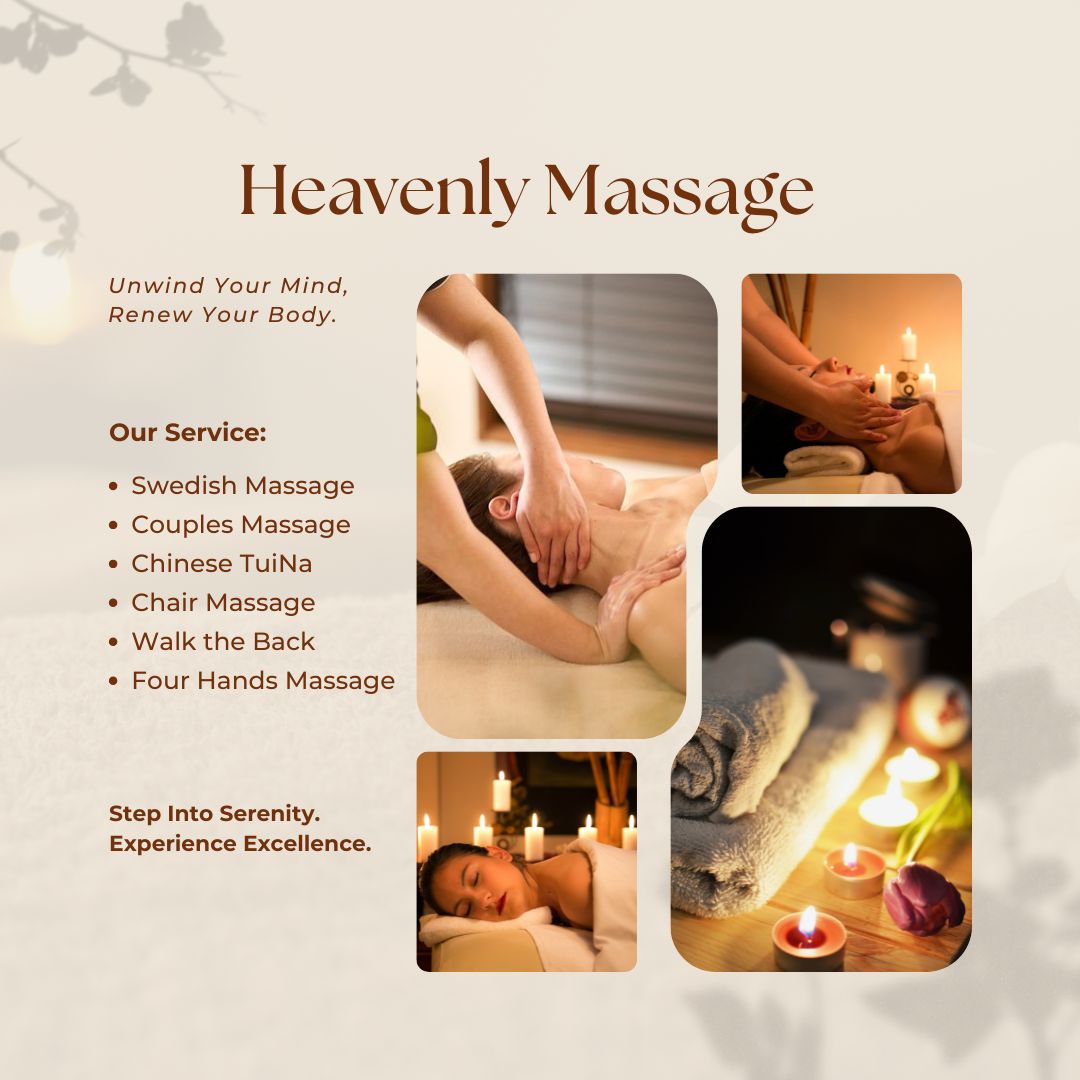 Heavenly Massage
Unwind Your Mind,
Renew Your Body.
Our Service:
• Swedish Massage
• Couples Massage
• Chinese TuiNa
• Chair Massage
• Walk the Back
• Four Hands Massage
Step Into Serenity.
Experience Excellence.